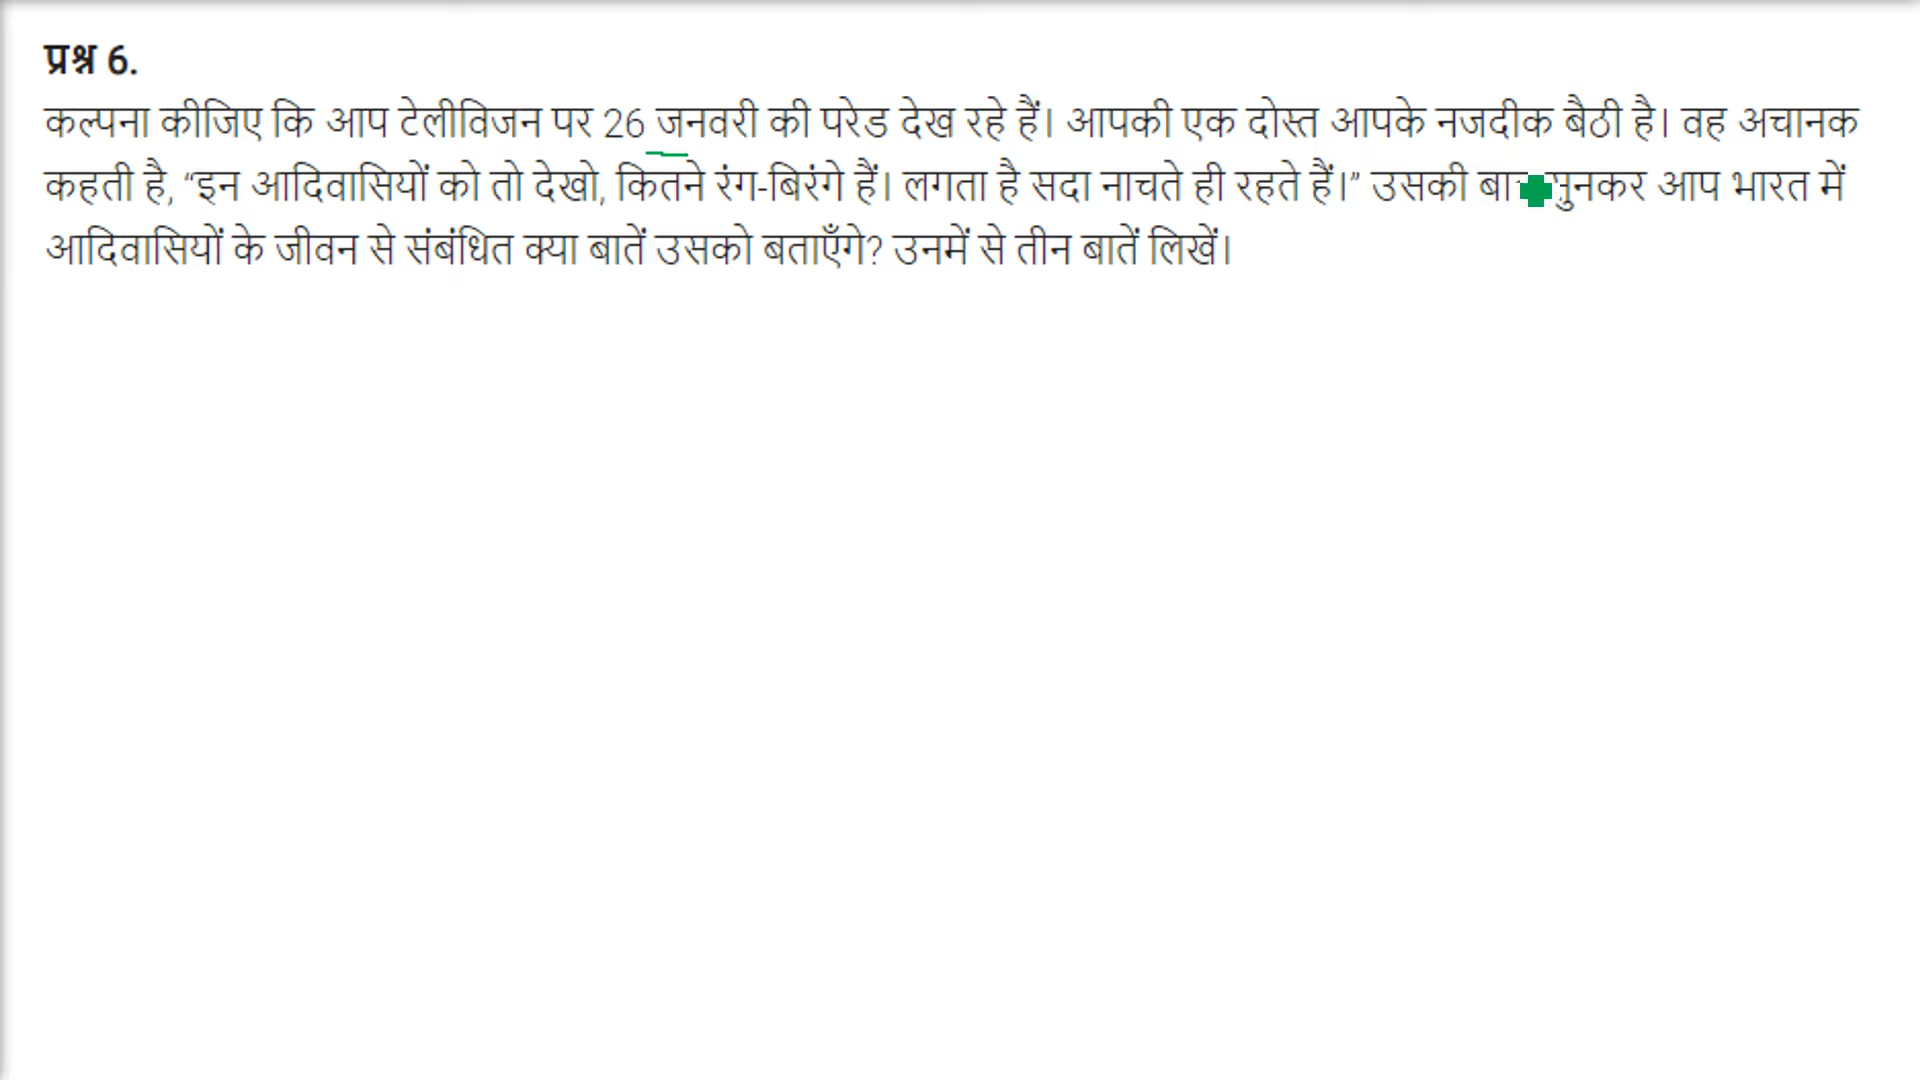 प्रश्न 6.
कल्पना कीजिए कि आप टेलीविजन पर 26 जनवरी की परेड देख रहे हैं। आपकी एक दोस्त आपके नजदीक बैठी है। वह अचानक
कहती है, “इन आदिवासियों को तो देखो, कितने रंग-बिरंगे हैं। लगता है सदा नाचते ही रहते हैं।” उसकी बात सुनकर आप भारत में
आदिवासियों के जीवन से संबंधित क्या बातें उसको बताएँगे? उनमें से तीन बातें लिखें।